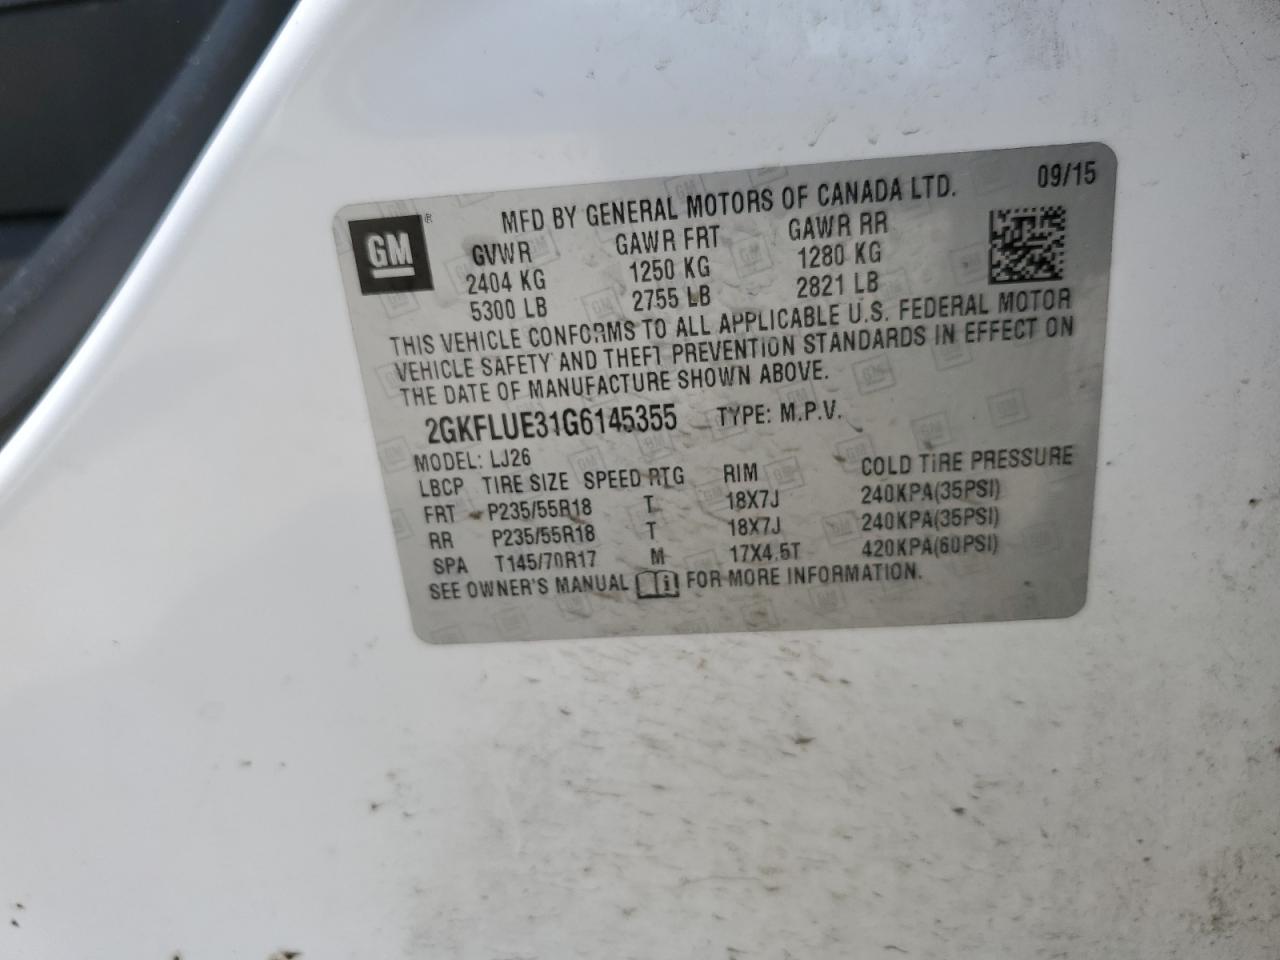 GM ®
MFD BY GENERAL MOTORS OF CANADA LTD. 09/15
GVWR GAWR FRT GAWR RR
2404 KG 1250 KG 1280 KG
5300 LB 2755 LB 2821 LB
THIS VEHICLE CONFORMS TO ALL APPLICABLE U.S. FEDERAL MOTOR
VEHICLE SAFETY AND THEFT PREVENTION STANDARDS IN EFFECT ON
THE DATE OF MANUFACTURE SHOWN ABOVE.
2GKFLUE31G6145355 TYPE: M.P.V.
MODEL: LJ26
LBCP TIRE SIZE SPEED RTG RIM COLD TIRE PRESSURE
FRT P235/55R18 T 18X7J 240KPA(35PSI)
RR P235/55R18 T 18X7J 240KPA(35PSI)
SPA T145/70R17 M 17X4.5T 420KPA(60PSI)
SEE OWNER'S MANUAL i FOR MORE INFORMATION.